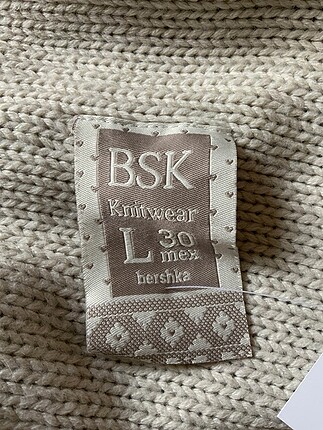 BSK
Knitwear
L 30 mex
bershka